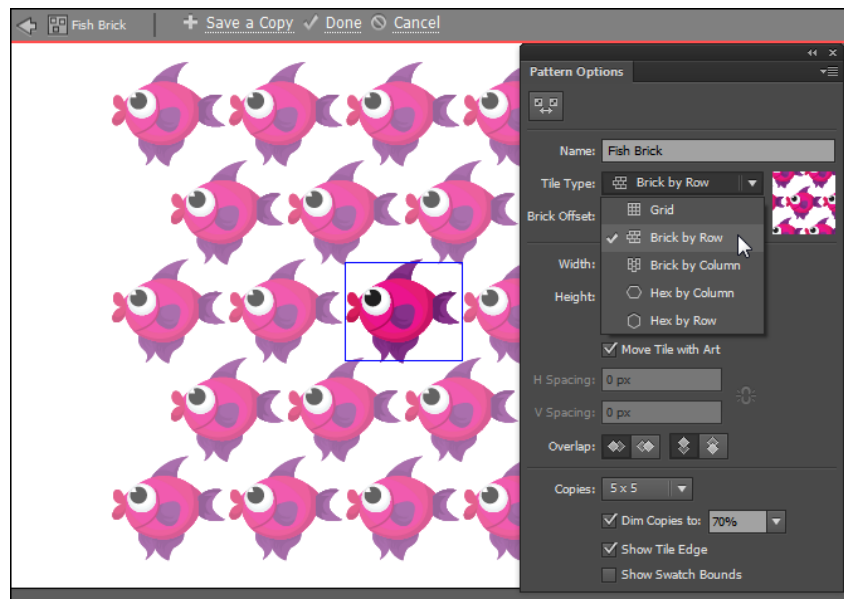 Fish Brick
Save a Copy Done Cancel
Pattern Options
Name: Fish Brick
Tile Type: Brick by Row
Brick Offset:
Grid
Brick by Row
Brick by Column
Hex by Column
Hex by Row
Width:
Height:
Move Tile with Art
H Spacing: 0 px
V Spacing: 0 px
Overlap:
Copies: 5 x 5
Dim Copies to: 70%
Show Tile Edge
Show Swatch Bounds